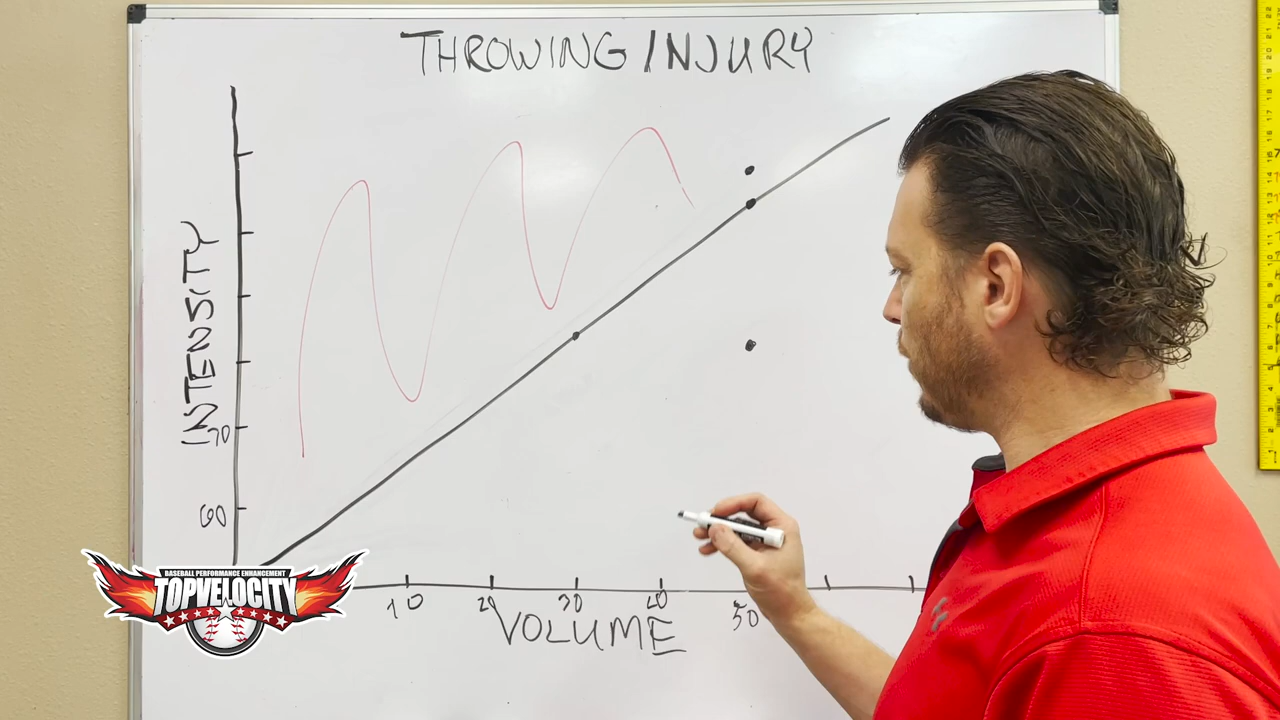 THROWING INJURY
INTENSITY
70
60
10 20 30 40 50
VOLUME
BASEBALL PERFORMANCE ENHANCEMENT
TOPVELOCITY